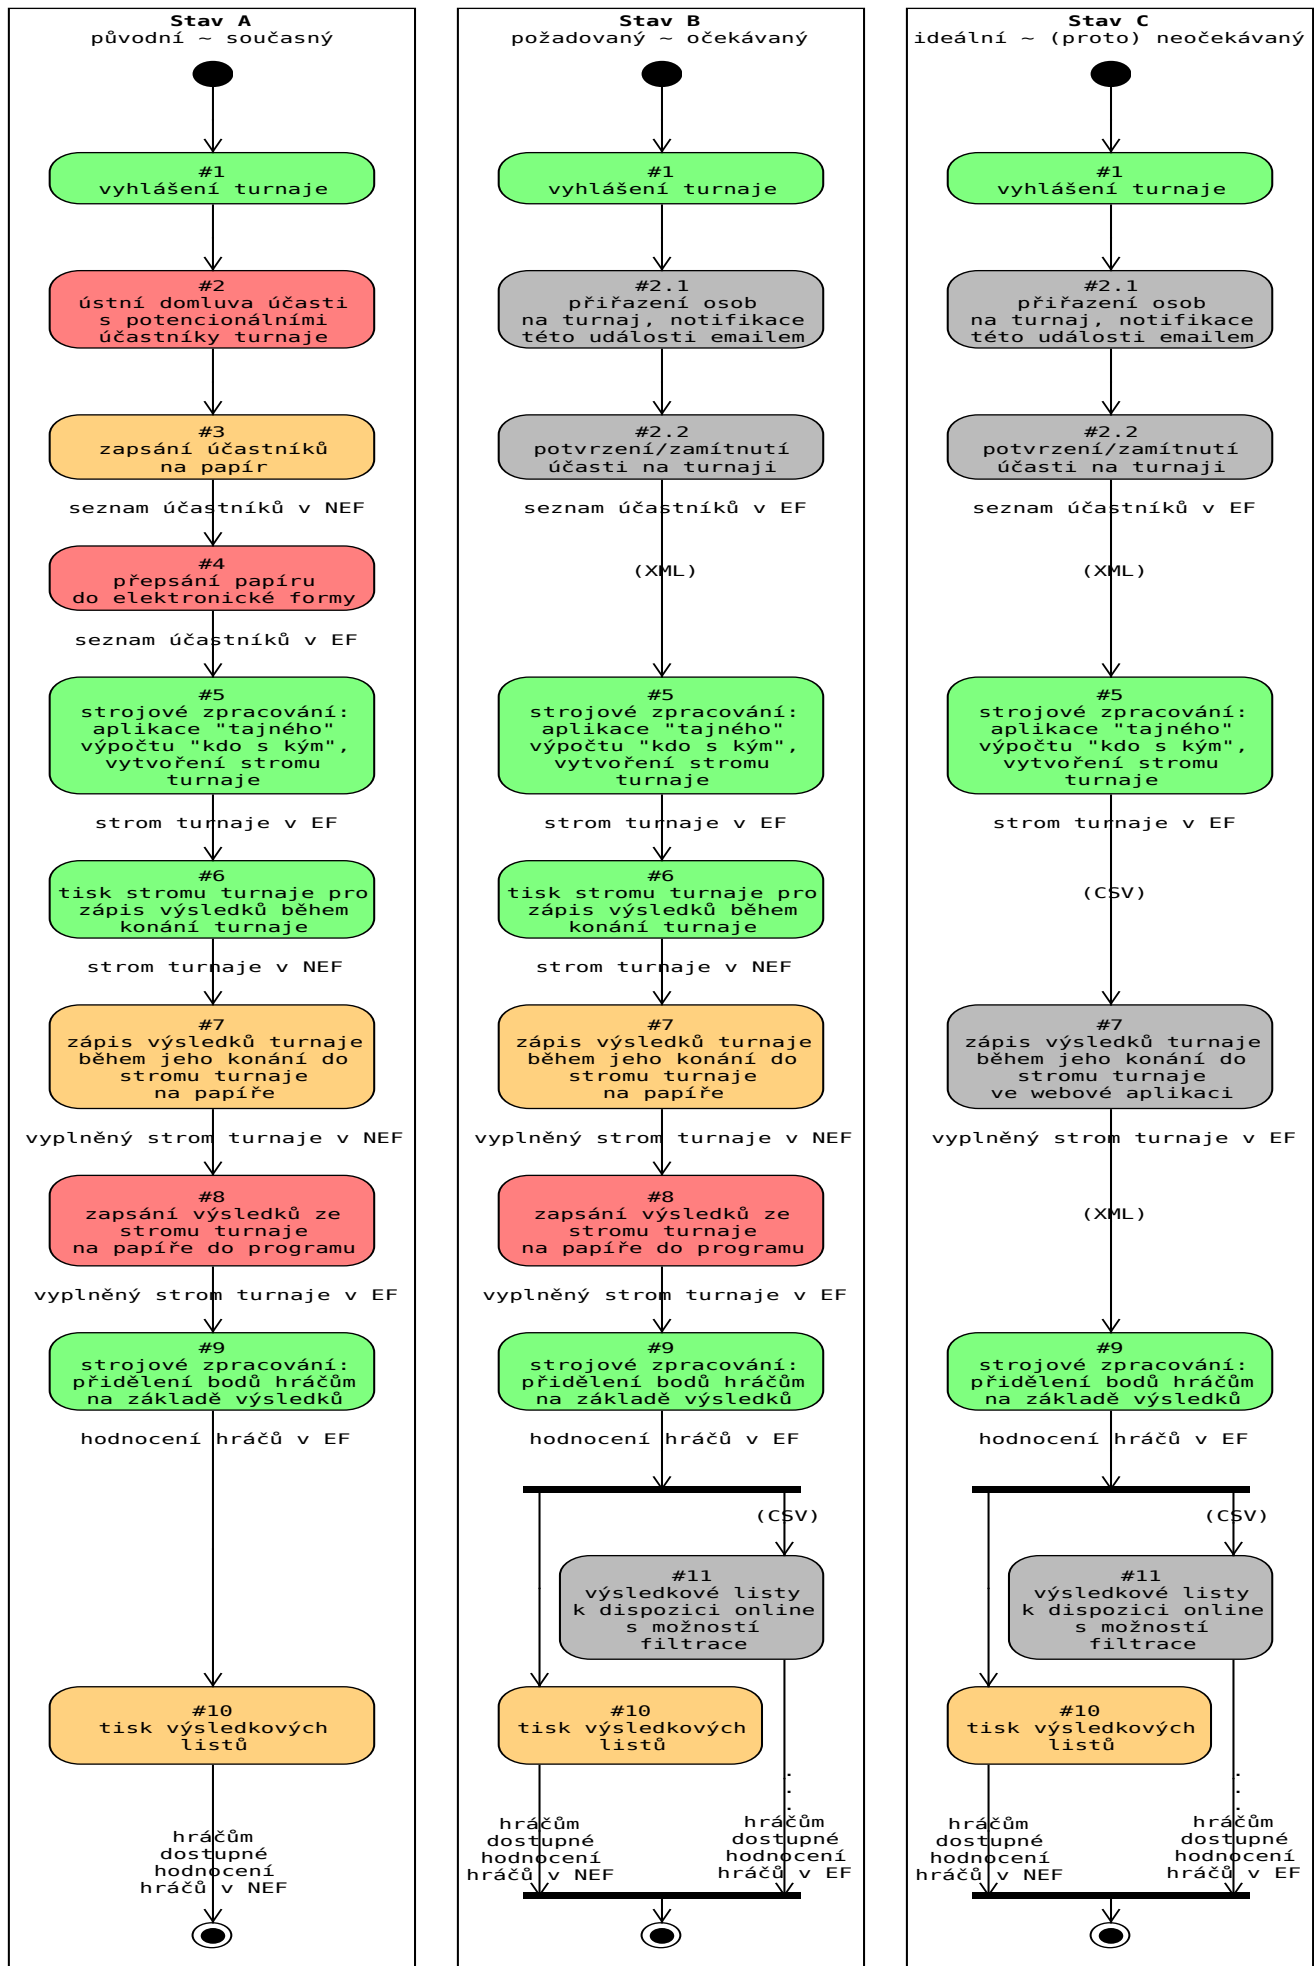 Stav A
původní ~ současný
#1
vyhlášení turnaje
#2
ústní domluva účasti
s potencionálními
účastníky turnaje
#3
zapsání účastníků
na papír
seznam účastníků v NEF
#4
přepsání papíru
do elektronické formy
seznam účastníků v EF
#5
strojové zpracování:
aplikace "tajného"
výpočtu "kdo s kým",
vytvoření stromu
turnaje
strom turnaje v EF
#6
tisk stromu turnaje pro
zápis výsledků během
konání turnaje
strom turnaje v NEF
#7
zápis výsledků turnaje
během jeho konání do
stromu turnaje
na papíře
vyplněný strom turnaje v NEF
#8
zapsání výsledků ze
stromu turnaje
na papíře do programu
vyplněný strom turnaje v EF
#9
strojové zpracování:
přidělení bodů hráčům
na základě výsledků
hodnocení hráčů v EF
#10
tisk výsledkových
listů
hráčům
dostupné
hodnocení
hráčů v NEF
Stav B
požadovaný ~ očekávaný
#1
vyhlášení turnaje
#2.1
přiřazení osob
na turnaj, notifikace
této události emailem
#2.2
potvrzení/zamítnutí
účasti na turnaji
seznam účastníků v EF
(XML)
#5
strojové zpracování:
aplikace "tajného"
výpočtu "kdo s kým",
vytvoření stromu
turnaje
strom turnaje v EF
#6
tisk stromu turnaje pro
zápis výsledků během
konání turnaje
strom turnaje v NEF
#7
zápis výsledků turnaje
během jeho konání do
stromu turnaje
na papíře
vyplněný strom turnaje v NEF
#8
zapsání výsledků ze
stromu turnaje
na papíře do programu
vyplněný strom turnaje v EF
#9
strojové zpracování:
přidělení bodů hráčům
na základě výsledků
hodnocení hráčů v EF
(CSV)
#11
výsledkové listy
k dispozici online
s možností
filtrace
#10
tisk výsledkových
listů
hráčům
dostupné
hodnocení
hráčů v NEF
.
.
.
hráčům
dostupné
hodnocení
hráčů v EF
Stav C
ideální ~ (proto) neočekávaný
#1
vyhlášení turnaje
#2.1
přiřazení osob
na turnaj, notifikace
této události emailem
#2.2
potvrzení/zamítnutí
účasti na turnaji
seznam účastníků v EF
(XML)
#5
strojové zpracování:
aplikace "tajného"
výpočtu "kdo s kým",
vytvoření stromu
turnaje
strom turnaje v EF
(CSV)
#7
zápis výsledků turnaje
během jeho konání do
stromu turnaje
ve webové aplikaci
vyplněný strom turnaje v EF
(XML)
#9
strojové zpracování:
přidělení bodů hráčům
na základě výsledků
hodnocení hráčů v EF
(CSV)
#11
výsledkové listy
k dispozici online
s možností
filtrace
#10
tisk výsledkových
listů
hráčům
dostupné
hodnocení
hráčů v NEF
.
.
.
hráčům
dostupné
hodnocení
hráčů v EF